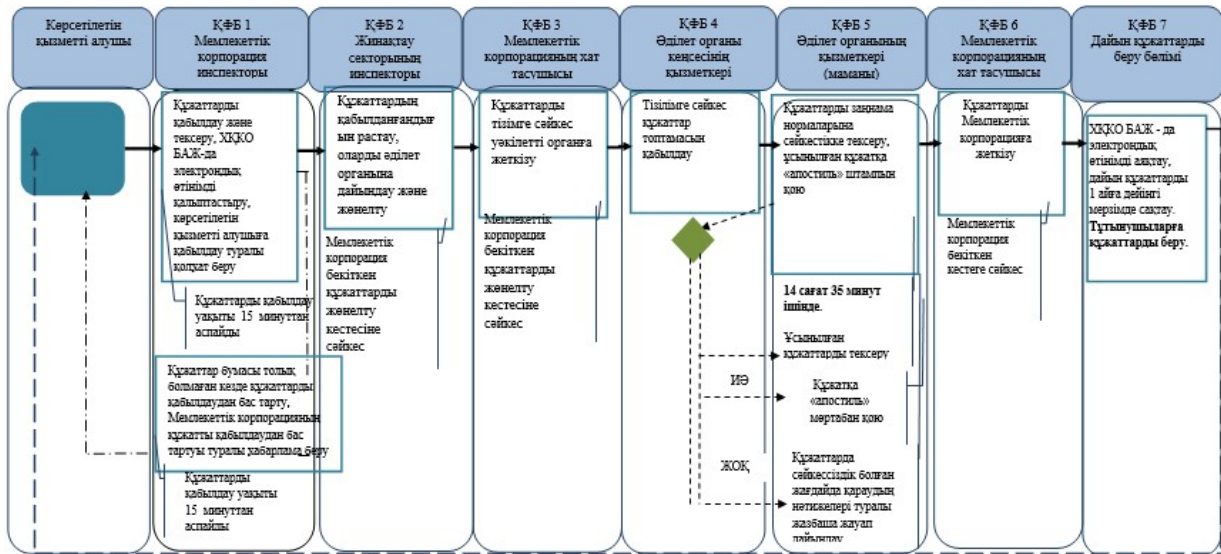 Көрсетілетін
қызметті алушы
ҚФБ 1
Мемлекеттік
корпорация
инспекторы
ҚФБ 2
Жинақтау
секторының
инспекторы
ҚФБ 3
Мемлекеттік
корпорацияның хат
тасушысы
ҚФБ 4
Әділет органы
кеңсесінің
қызметкері
ҚФБ 5
Әділет органының
қызметкері
(маманы)
ҚФБ 6
Мемлекеттік
корпорацияның
хат тасушысы
ҚФБ 7
Дайын құжаттарды
беру бөлімі
Құжаттарды
қабылдау және
тексеру, ХҚКО
БАЖ-да
электрондық
өтінімді
қалыптастыру,
көрсетілетін
қызметті алушыға
қабылдау туралы
қолхат беру
Құжаттарды қабылдау
уақыты 15 минуттан
аспайды
Құжаттар бумасы толық
болмаған кезде құжаттарды
қабылдаудан бас тарту,
Мемлекеттік корпорацияның
құжатты қабылдаудан бас
тартуы туралы хабарлама беру
Құжаттарды
қабылдау уақыты
15 минуттан
аспайды
Құжаттардың
қабылданғандығ
ын растау,
оларды әділет
органына
дайындау және
жөнелту
Мемлекеттік
корпорация
бекіткен
құжаттарды
жөнелту
кестесіне
сәйкес
Құжаттарды
тізімге сәйкес
уәкілетті органға
жеткізу
Мемлекеттік
корпорация
бекіткен
құжаттарды
жөнелту
кестесіне
сәйкес
Тізілімге сәйкес
құжаттар
топтамасын
қабылдау
ИӘ
ЖОҚ
Құжаттарды заңнама
нормаларына
сәйкестікке тексеру,
ұсынылған құжатқа
«апостиль» штампын
қою
14 сағат 35 минут
ішінде.
Ұсынылған
құжаттарды тексеру
Құжатқа
«апостиль»
мөртабан қою
Құжаттарда
сәйкессіздік болған
жағдайда қараудың
нәтижелері туралы
жазбаша жауап
дайындау
Құжаттарды
Мемлекеттік
корпорацияға
жеткізу
Мемлекеттік
корпорация
бекіткен
кестеге сәйкес
ХҚКО БАЖ - да
электрондық
өтінімді аяқтау,
дайын құжаттарды
1 айға дейінгі
мерзімде сақтау.
Тұтынушыларға
құжаттарды беру.